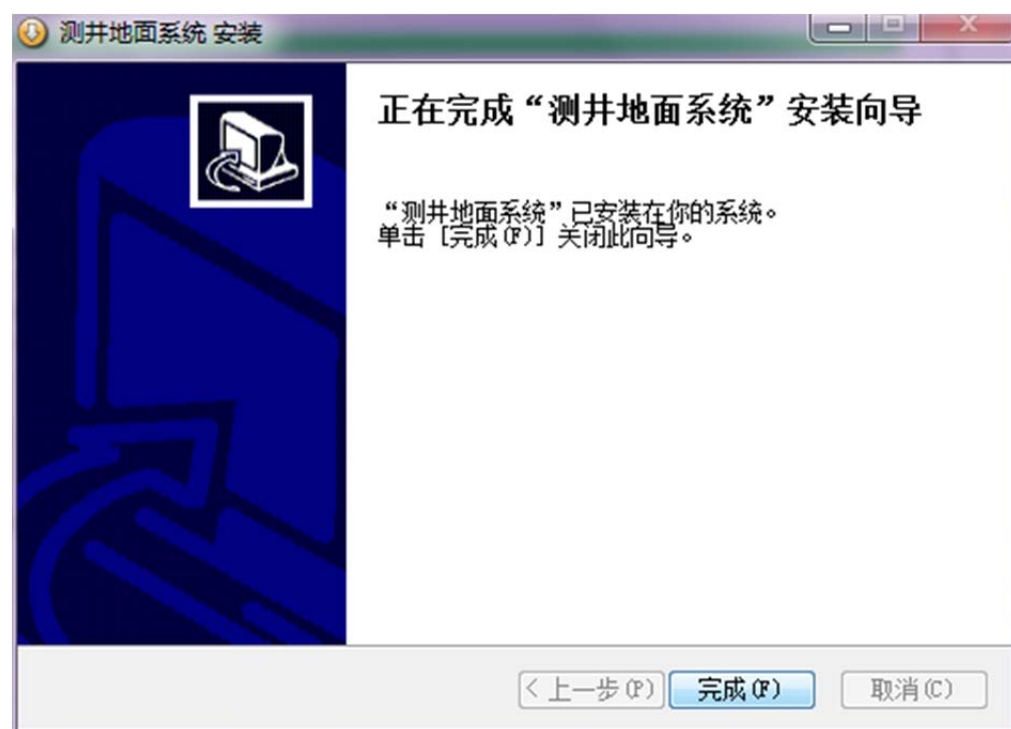 测井地面系统 安装
正在完成“测井地面系统”安装向导
“测井地面系统”已安装在你的系统。
单击 [完成(F)] 关闭此向导。
< 上一步(P) 完成(F) 取消(C)